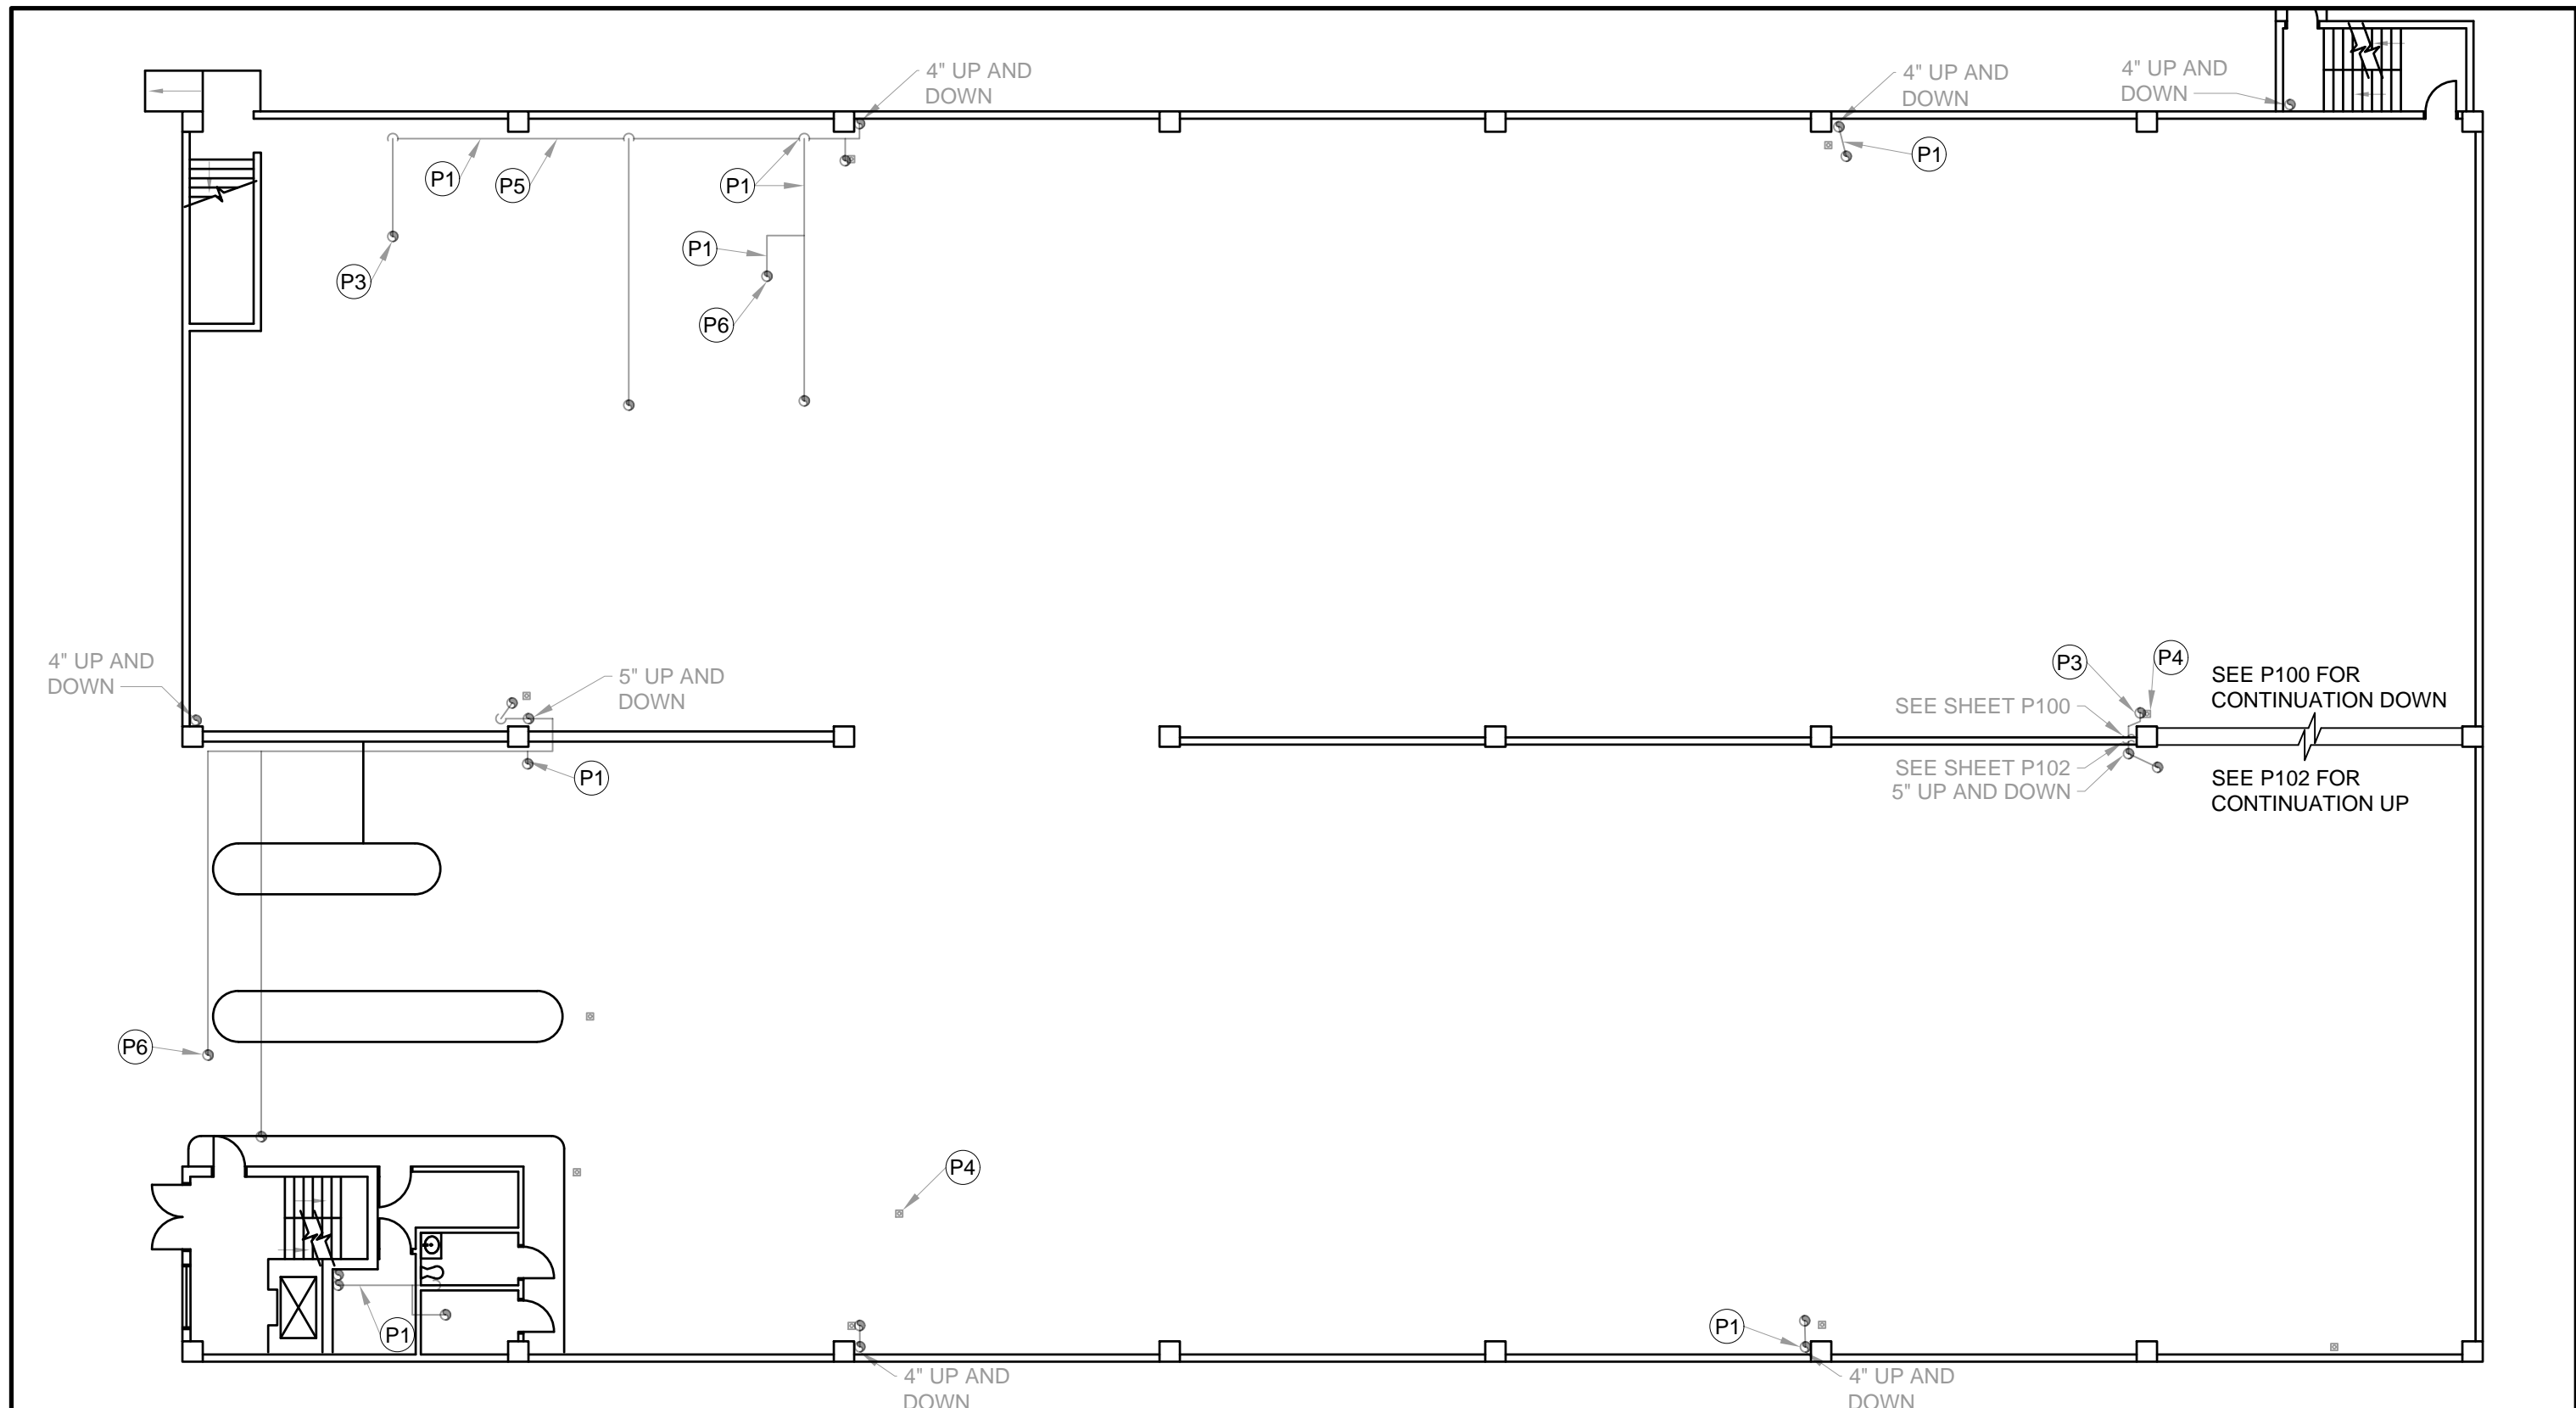 4" UP AND
DOWN
4" UP AND
DOWN
4" UP AND
DOWN
P1
P5
P1
P1
P1
P3
P6
4" UP AND
DOWN
5" UP AND
DOWN
P3
P4
SEE P100 FOR
CONTINUATION DOWN
SEE SHEET P100
SEE SHEET P102
5" UP AND DOWN
SEE P102 FOR
CONTINUATION UP
P1
P6
P4
P1
P1
4" UP AND
DOWN
4" UP AND
DOWN